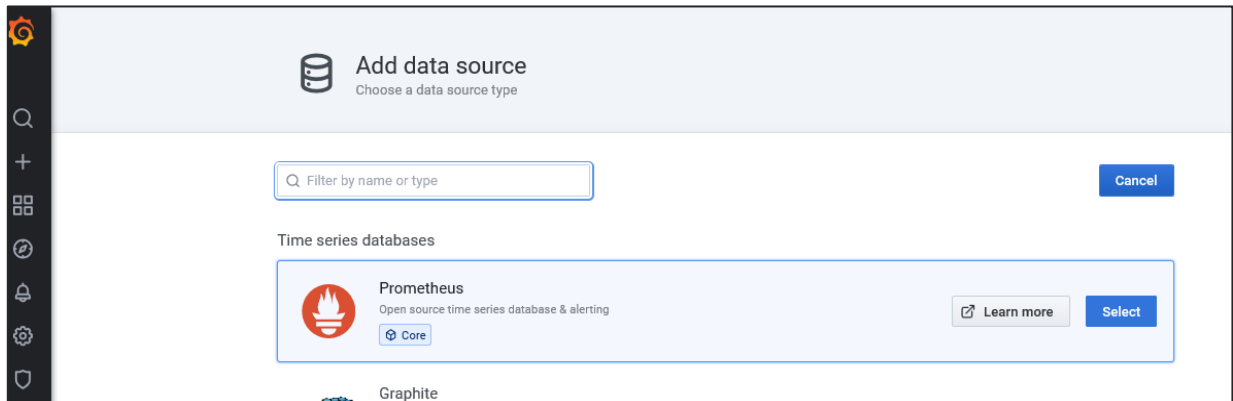 Add data source
Choose a data source type
Filter by name or type
Cancel
Time series databases
Prometheus
Open source time series database & alerting
Core
Learn more
Select
Graphite